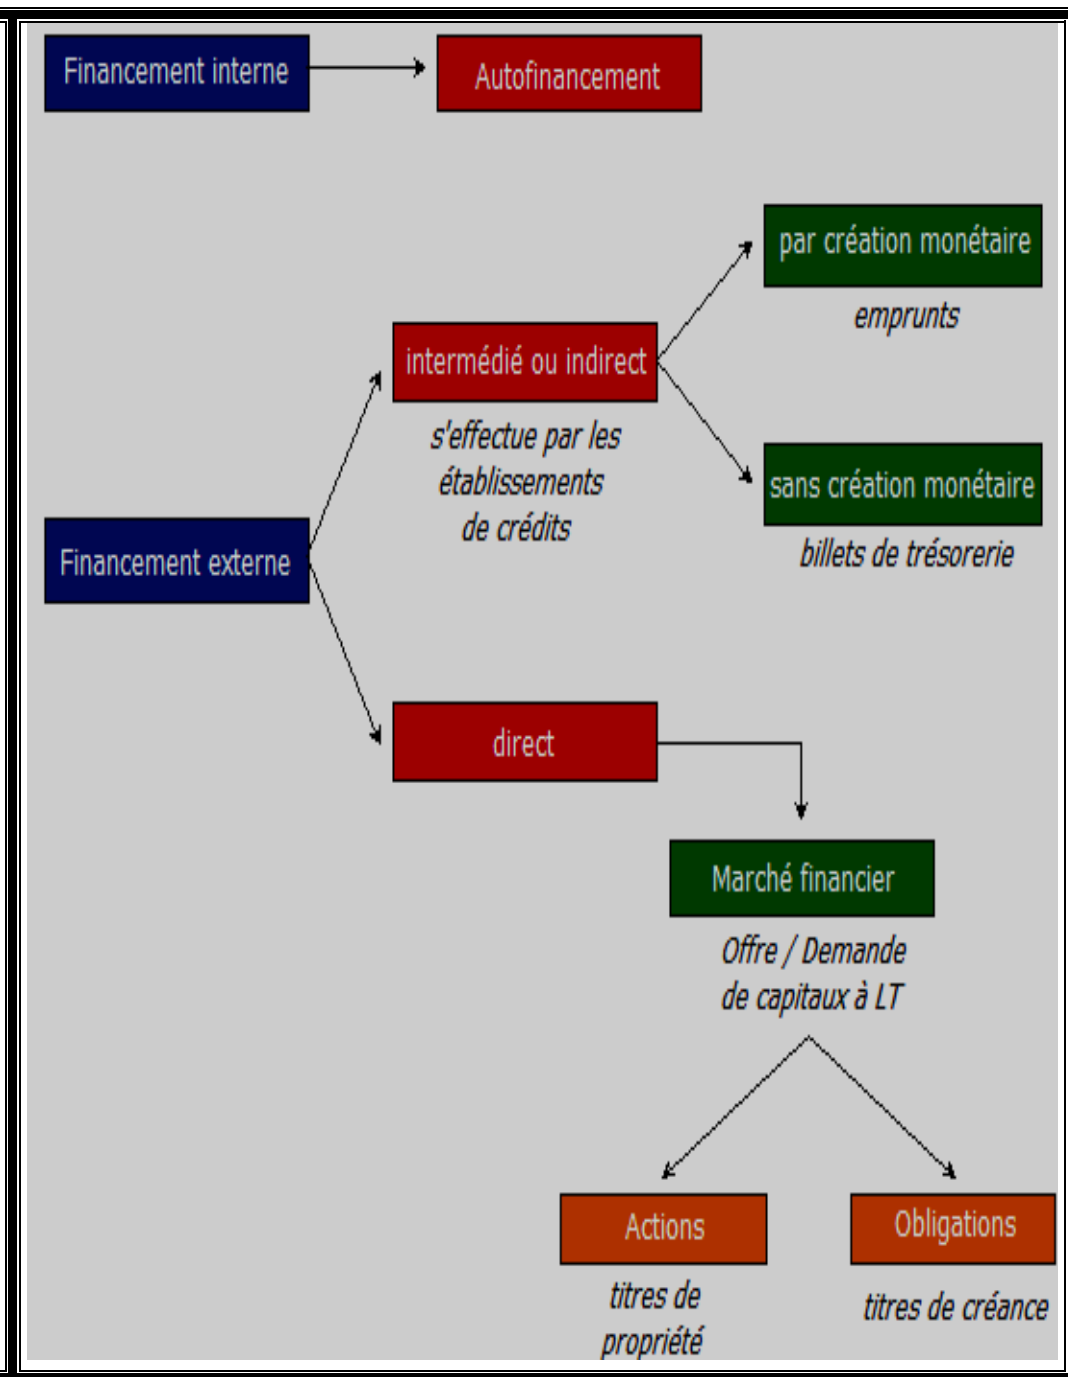 Financement interne
Autofinancement
par création monétaire
emprunts
intermédié ou indirect
s'effectue par les
établissements
de crédits
sans création monétaire
billets de trésorerie
Financement externe
direct
Marché financier
Offre / Demande
de capitaux à LT
Actions
titres de
propriété
Obligations
titres de créance